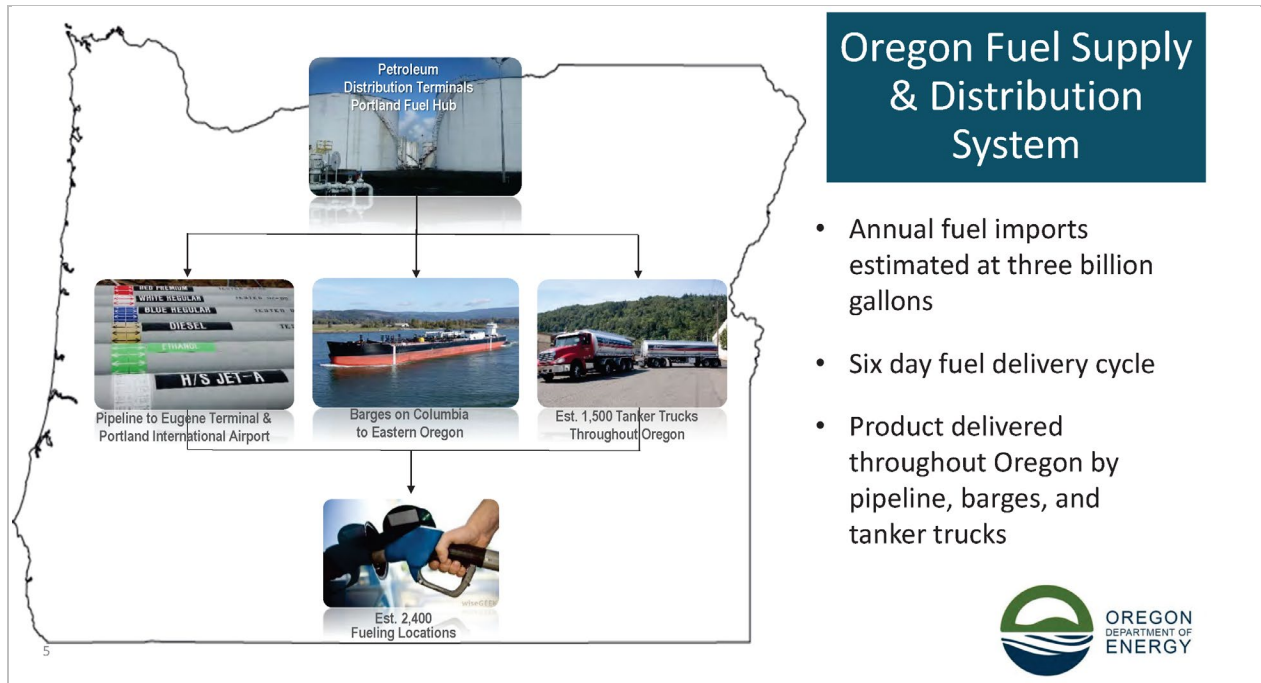 Oregon Fuel Supply
& Distribution
System
Petroleum
Distribution Terminals
Portland Fuel Hub
RED PREMIUM
WHITE REGULAR
BLUE REGULAR
DIESEL
ETHANOL
H/S JET-A
Pipeline to Eugene Terminal &
Portland International Airport
Barges on Columbia
to Eastern Oregon
Est. 1,500 Tanker Trucks
Throughout Oregon
Est. 2,400
Fueling Locations
• Annual fuel imports
estimated at three billion
gallons
• Six day fuel delivery cycle
• Product delivered
throughout Oregon by
pipeline, barges, and
tanker trucks
OREGON
DEPARTMENT OF
ENERGY
5